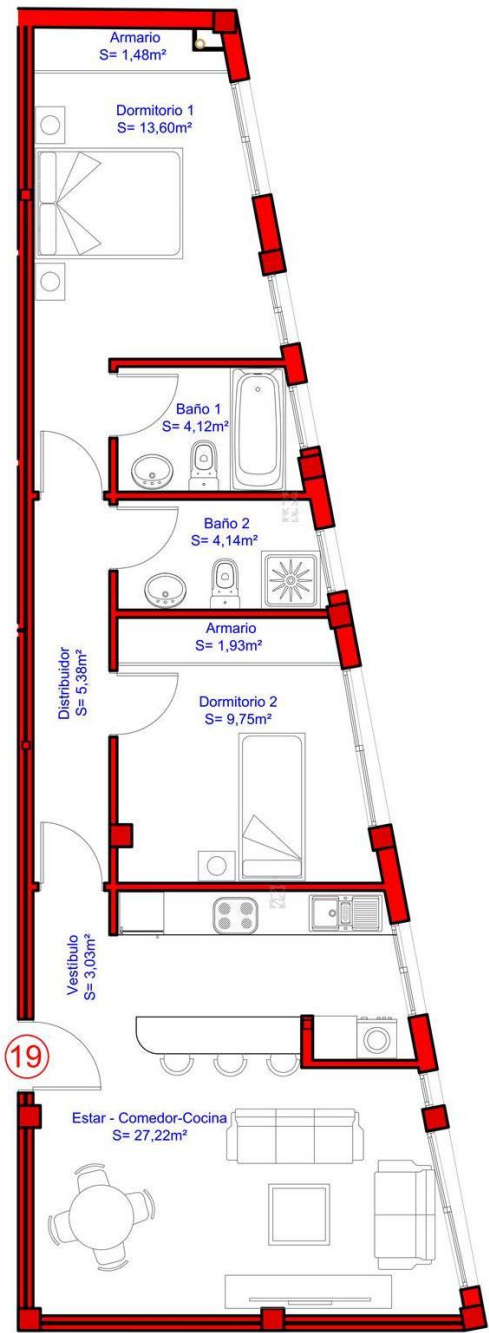 Armario
S= 1,48m²
Dormitorio 1
S= 13,60m²
Baño 1
S= 4,12m²
Baño 2
S= 4,14m²
Armario
S= 1,93m²
Distribuidor
S= 5,38m²
Dormitorio 2
S= 9,75m²
Vestíbulo
S= 3,03m²
19
Estar - Comedor-Cocina
S= 27,22m²